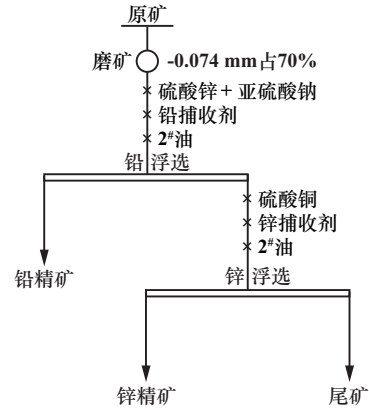 原矿
磨矿 -0.074 mm占70%
硫酸锌 + 亚硫酸钠
铅捕收剂
2#油
铅 浮选
硫酸铜
锌捕收剂
2#油
铅精矿
锌 浮选
锌精矿
尾矿